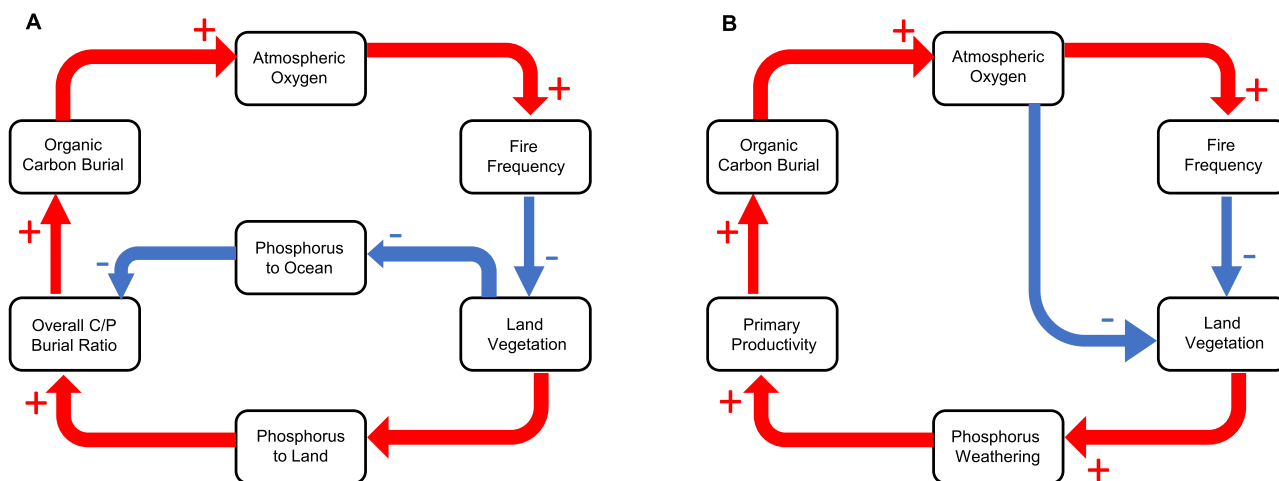 A
+
Atmospheric
Oxygen
+
Organic
Carbon Burial
Fire
Frequency
+
-
Phosphorus
to Ocean
-
-
Overall C/P
Burial Ratio
Land
Vegetation
+
Phosphorus
to Land
B
+
Atmospheric
Oxygen
+
Organic
Carbon Burial
Fire
Frequency
+
-
Primary
Productivity
-
Land
Vegetation
+
Phosphorus
Weathering
+